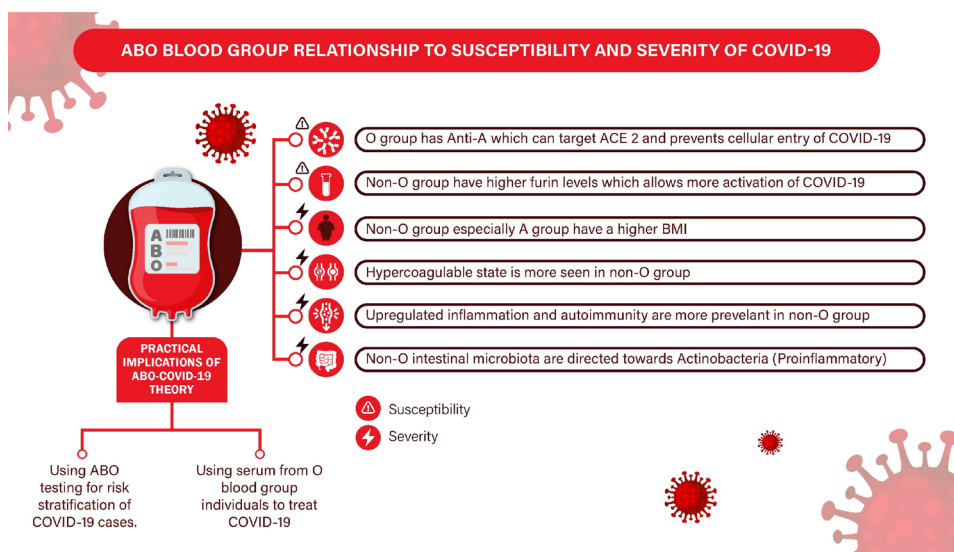 ABO BLOOD GROUP RELATIONSHIP TO SUSCEPTIBILITY AND SEVERITY OF COVID-19
O group has Anti-A which can target ACE 2 and prevents cellular entry of COVID-19
Non-O group have higher furin levels which allows more activation of COVID-19
Non-O group especially A group have a higher BMI
Hypercoagulable state is more seen in non-O group
Upregulated inflammation and autoimmunity are more prevelant in non-O group
Non-O intestinal microbiota are directed towards Actinobacteria (Proinflammatory)
A
B
O
PRACTICAL
IMPLICATIONS OF
ABO-COVID-19
THEORY
Susceptibility
Severity
Using ABO
testing for risk
stratification of
COVID-19 cases.
Using serum from O
blood group
individuals to treat
COVID-19